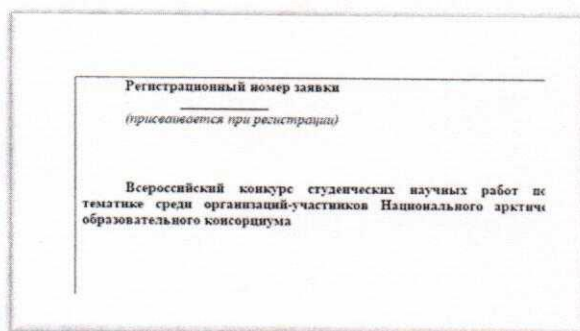 Регистрационный номер заявки
(присваивается при регистрации)
Всероссийский конкурс студенческих научных работ
тематике среди организаций-участников Национального
образовательного консорциума